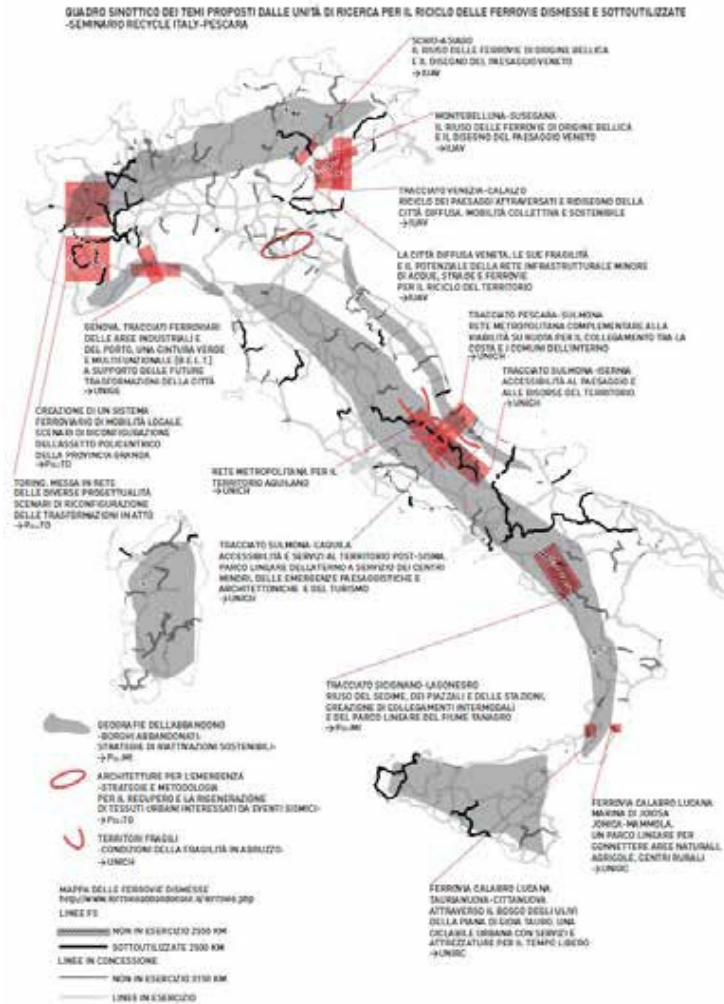 QUADRO SINOTTICO DEI TEMI PROPOSTI DALLE UNITÀ DI RICERCA PER IL RICICLO DELLE FERROVIE DISMESSE E SOTTOUTILIZZATE
-SEMINARIO RECYCLE ITALY-PESCARA
SCHIO-ASIAGO
IL RIUSO DELLE FERROVIE DI ORIGINE BELLICA
E IL DISEGNO DEL PAESAGGIO VENETO
→IUAV
MONTEBELLUNA-SUSEGANA
IL RIUSO DELLE FERROVIE DI ORIGINE BELLICA
E IL DISEGNO DEL PAESAGGIO VENETO
→IUAV
TRACCIATO VENEZIA-CALALZO
RICICLO DEI PAESAGGI ATTRAVERSATI E RIDISEGNO DELLA
CITTÀ DIFFUSA. MOBILITÀ COLLETTIVA E SOSTENIBILE
→IUAV
LA CITTÀ DIFFUSA VENETA, LE SUE FRAGILITÀ
E IL POTENZIALE DELLA RETE INFRASTRUTTURALE MINORE
DI ACQUE, STRADE E FERROVIE
PER IL RICICLO DEL TERRITORIO
→IUAV
TRACCIATO PESCARA-SULMONA
RETE METROPOLITANA COMPLEMENTARE ALLA
VIABILITÀ SU RUOTA PER IL COLLEGAMENTO TRA LA
COSTA E I COMUNI DELL'INTERNO
→UNICH
TRACCIATO SULMONA-ISERNIA
ACCESSIBILITÀ AL PAESAGGIO E
ALLE RISORSE DEL TERRITORIO
→UNICH
GENOVA. TRACCIATI FERROVIARI
DELLE AREE INDUSTRIALI E
DEL PORTO, UNA CINTURA VERDE
E MULTIFUNZIONALE [B.E.L.T.]
A SUPPORTO DELLE FUTURE
TRASFORMAZIONI DELLA CITTÀ
→UNIGE
CREAZIONE DI UN SISTEMA
FERROVIARIO DI MOBILITÀ LOCALE.
SCENARI DI RICONFIGURAZIONE
DELL'ASSETTO POLICENTRICO
DELLA PROVINCIA GRANDA
→PoliTO
TORINO. MESSA IN RETE
DELLE DIVERSE PROGETTUALITÀ
SCENARI DI RICONFIGURAZIONE
DELLE TRASFORMAZIONI IN ATTO
→PoliTO
RETE METROPOLITANA PER IL
TERRITORIO AQUILANO
→UNICH
TRACCIATO SULMONA-L'AQUILA
ACCESSIBILITÀ E SERVIZI AL TERRITORIO POST-SISMA.
PARCO LINEARE DELL'ATERNO A SERVIZIO DEI CENTRI
MINORI, DELLE EMERGENZE PAESAGGISTICHE E
ARCHITETTONICHE E DEL TURISMO
→UNICH
TRACCIATO SICIGNANO-LAGONEGRO
RIUSO DEL SEDIME, DEI PIAZZALI E DELLE STAZIONI,
CREAZIONE DI COLLEGAMENTI INTERMODALI
E DEL PARCO LINEARE DEL FIUME TANAGRO
→PoliMI
GEOGRAFIE DELL'ABBANDONO
-BORGHI ABBANDONATI:
STRATEGIE DI RIATTIVAZIONI SOSTENIBILI-
→PoliMI
ARCHITETTURE PER L'EMERGENZA
-STRATEGIE E METODOLOGIA
PER IL RECUPERO E LA RIGENERAZIONE
DI TESSUTI URBANI INTERESSATI DA EVENTI SISMICI-
→PoliTO
TERRITORI FRAGILI
-CONDIZIONI DELLA FRAGILITÀ IN ABRUZZO-
→UNICH
FERROVIA CALABRO LUCANA
MARINA DI JOIOSA
JONICA-MAMMOLA.
UN PARCO LINEARE PER
CONNETTERE AREE NATURALI,
AGRICOLE, CENTRI RURALI
→UNIRC
FERROVIA CALABRO LUCANA
TAURIANUOVA-CITTANUOVA.
ATTRAVERSO IL BOSCO DEGLI ULIVI
DELLA PIANA DI GIOIA TAURO, UNA
CICLABILE URBANA CON SERVIZI E
ATTREZZATURE PER IL TEMPO LIBERO
→UNIRC
MAPPA DELLE FERROVIE DISMESSE
http://www.ferrovieabbandonate.it/ferrovie.php
LINEE FS
NON IN ESERCIZIO 2500 KM
SOTTOUTILIZZATE 2500 KM
LINEE IN CONCESSIONE
NON IN ESERCIZIO 3150 KM
LINEE IN ESERCIZIO